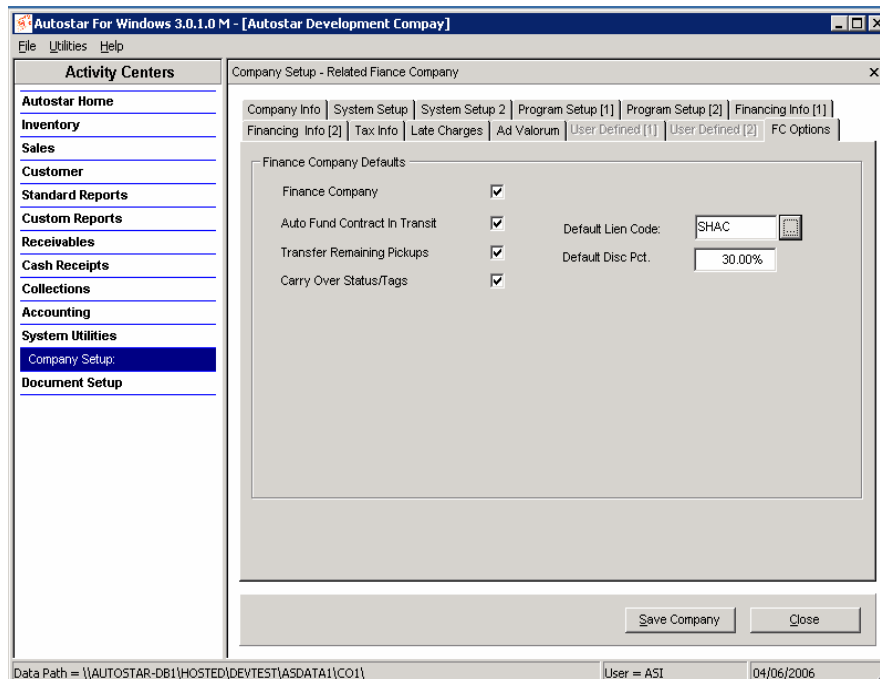 Autostar For Windows 3.0.1.0 M - [Autostar Development Compay]
File Utilities Help
Activity Centers
Autostar Home
Inventory
Sales
Customer
Standard Reports
Custom Reports
Receivables
Cash Receipts
Collections
Accounting
System Utilities
Company Setup:
Document Setup
Company Setup - Related Fiance Company
Company Info System Setup System Setup 2 Program Setup [1] Program Setup [2] Financing Info [1]
Financing Info [2] Tax Info Late Charges Ad Valorum User Defined [1] User Defined [2] FC Options
Finance Company Defaults
Finance Company
Auto Fund Contract In Transit
Transfer Remaining Pickups
Carry Over Status/Tags
Default Lien Code: SHAC ...
Default Disc Pct. 30.00%
Save Company Close
Data Path = \\AUTOSTAR-DB1\HOSTED\DEVTEST\ASDATA1\CO1\ User = ASI 04/06/2006